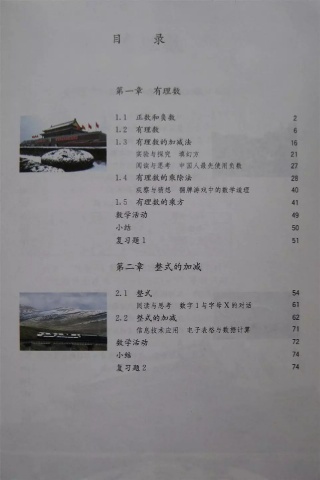 目 录
第一章 有理数
1.1 正数和负数 2
1.2 有理数 6
1.3 有理数的加减法 16
实验与探究 填幻方 21
阅读与思考 中国人最先使用负数 27
1.4 有理数的乘除法 28
观察与猜想 翻牌游戏中的数学道理 40
1.5 有理数的乘方 41
数学活动 49
小结 50
复习题1 51
第二章 整式的加减
2.1 整式 54
阅读与思考 数字1与字母X的对话 61
2.2 整式的加减 62
信息技术应用 电子表格与数据计算 71
数学活动 72
小结 74
复习题2 74